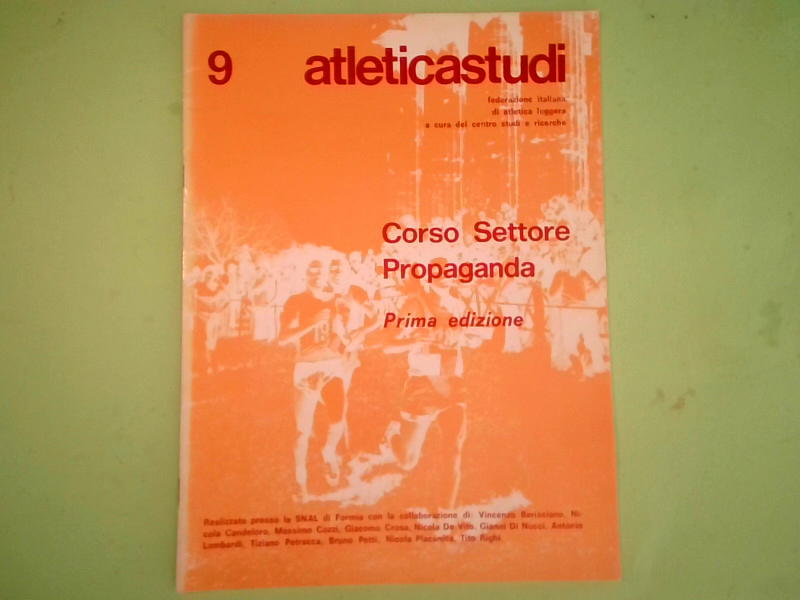 9 atleticastudi
federazione italiana
di atletica leggera
a cura del centro studi e ricerche
Corso Settore
Propaganda
Prima edizione
Realizzato presso la SNAL di Formia con la collaborazione di: Vincenzo Barisciano, Ni-
cola Candeloro, Massimo Cozzi, Giacomo Crosa, Nicola De Vito, Gianni Di Nucci, Antonio
Lombardi, Tiziano Petracca, Bruno Petti, Nicola Placanica, Tito Righi.